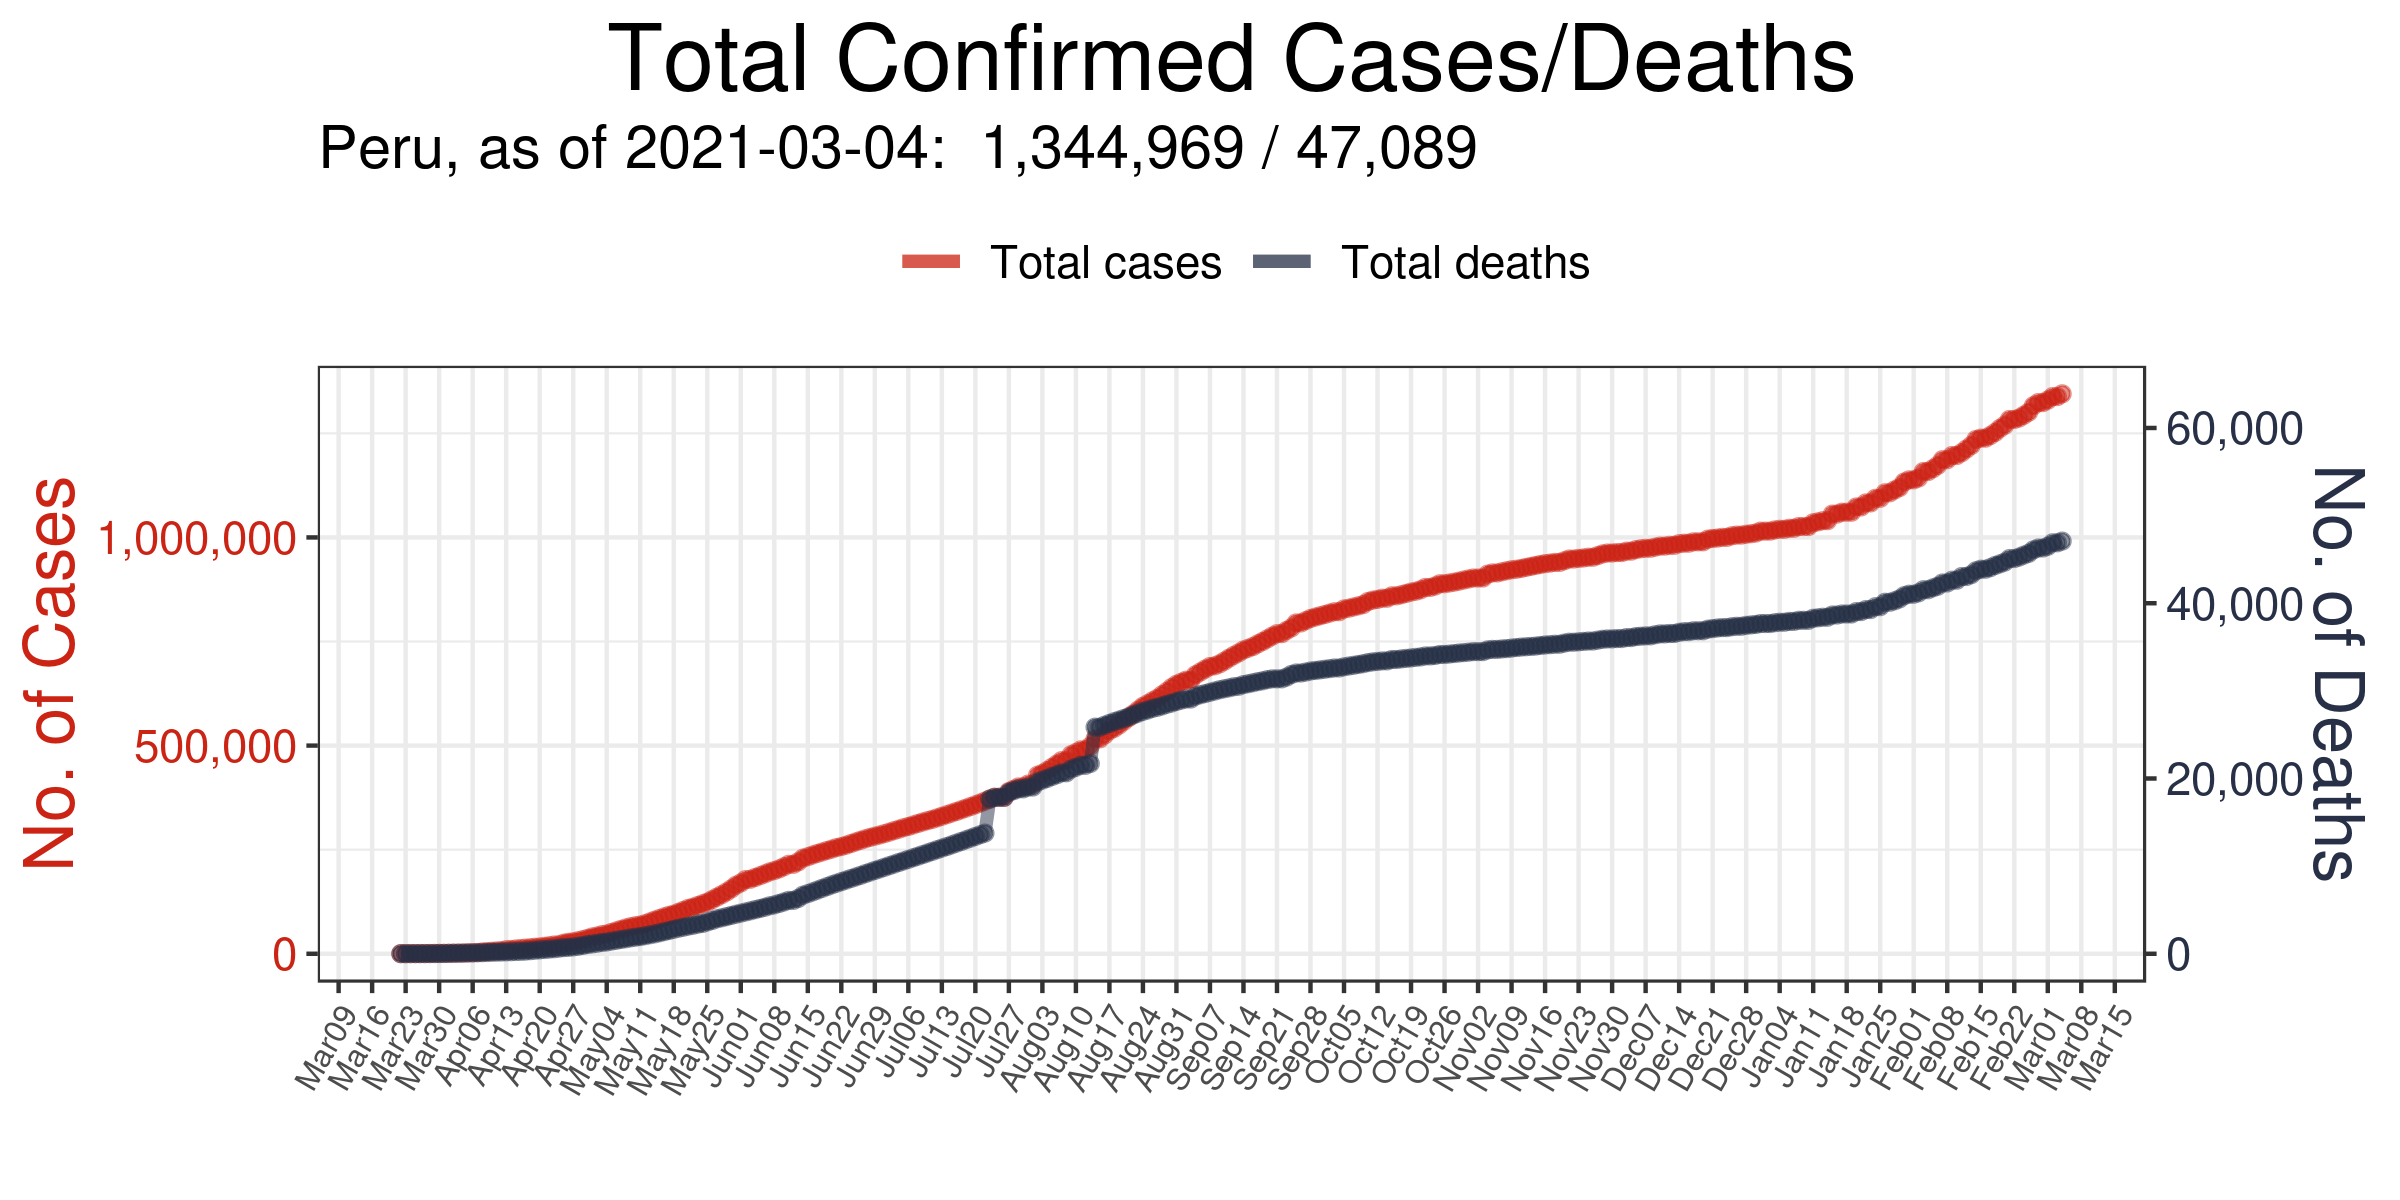 Total Confirmed Cases/Deaths
Peru, as of 2021-03-04:  1,344,969 / 47,089
Total cases
Total deaths
No. of Cases
1,000,000
500,000
0
60,000
40,000
20,000
0
No. of Deaths
Mar09
Mar16
Mar23
Mar30
Apr06
Apr13
Apr20
Apr27
May04
May11
May18
May25
Jun01
Jun08
Jun15
Jun22
Jun29
Jul06
Jul13
Jul20
Jul27
Aug03
Aug10
Aug17
Aug24
Aug31
Sep07
Sep14
Sep21
Sep28
Oct05
Oct12
Oct19
Oct26
Nov02
Nov09
Nov16
Nov23
Nov30
Dec07
Dec14
Dec21
Dec28
Jan04
Jan11
Jan18
Jan25
Feb01
Feb08
Feb15
Feb22
Mar01
Mar08
Mar15